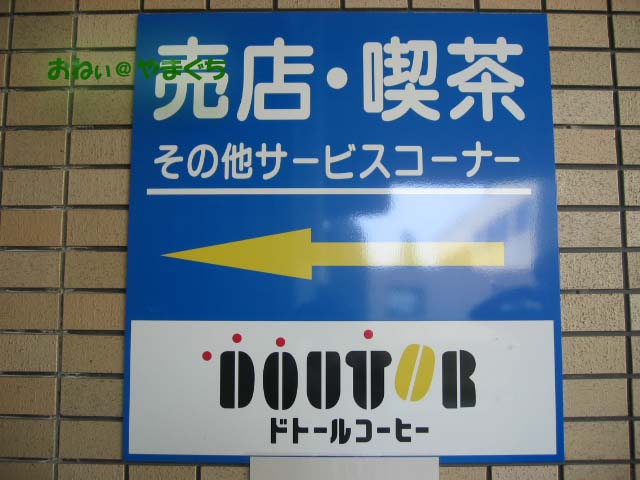 おねぃ@やまぐち
売店・喫茶
その他サービスコーナー
DOUTOR
ドトールコーヒー